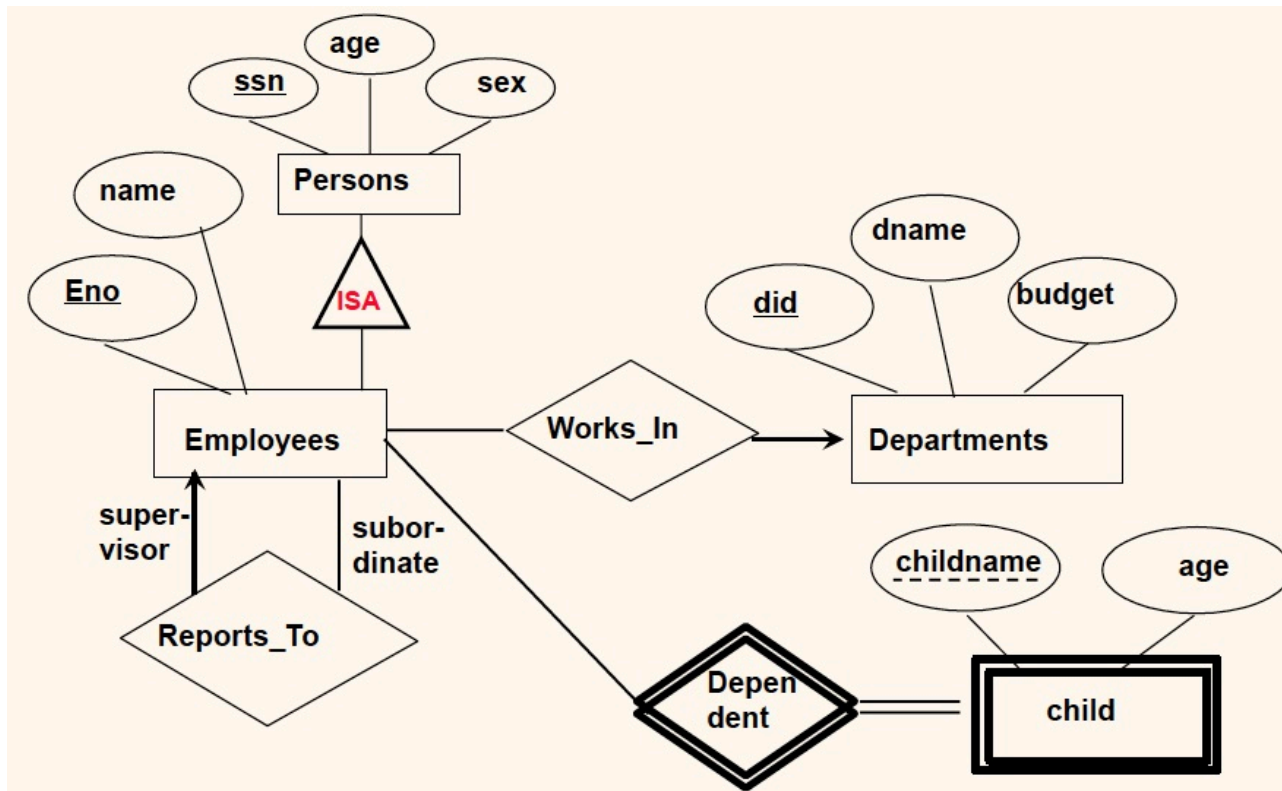 age
ssn
sex
Persons
name
Eno
ISA
dname
did
budget
Employees
Works_In
Departments
super-
visor
subor-
dinate
Reports_To
childname
age
Depen
dent
child